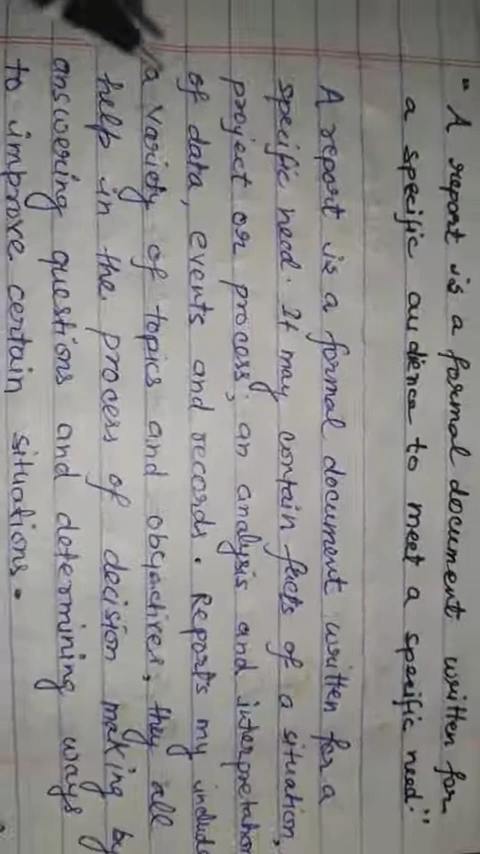 "A report is a formal document written for
a specific audience to meet a specific need."
A report is a formal document written for a
specific need. It may contain facts of a situation,
project or process; an analysis and interpretation
of data, events and records. Report's my include
a variety of topics and obejactives, they all
help in the process of decision making by
answering questions and determining ways
to improve certain situations.